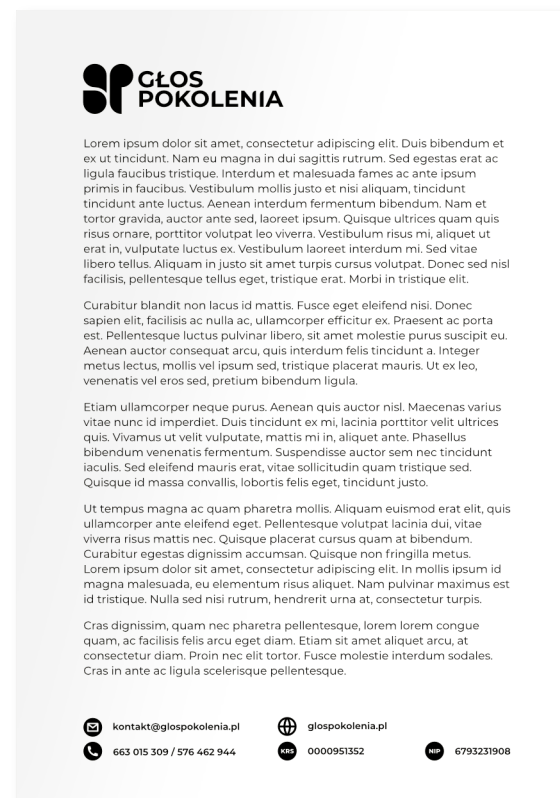 GŁOS
POKOLENIA
Lorem ipsum dolor sit amet, consectetur adipiscing elit. Duis bibendum et
ex ut tincidunt. Nam eu magna in dui sagittis rutrum. Sed egestas erat ac
ligula faucibus tristique. Interdum et malesuada fames ac ante ipsum
primis in faucibus. Vestibulum mollis justo et nisi aliquam, tincidunt
tincidunt ante luctus. Aenean interdum fermentum bibendum. Nam et
tortor gravida, auctor ante sed, laoreet ipsum. Quisque ultrices quam quis
risus ornare, porttitor volutpat leo viverra. Vestibulum risus mi, aliquet ut
erat in, vulputate luctus ex. Vestibulum laoreet interdum mi. Sed vitae
libero tellus. Aliquam in justo sit amet turpis cursus volutpat. Donec sed nisl
facilisis, pellentesque tellus eget, tristique erat. Morbi in tristique elit.
Curabitur blandit non lacus id mattis. Fusce eget eleifend nisi. Donec
sapien elit, facilisis ac nulla ac, ullamcorper efficitur ex. Praesent ac porta
est. Pellentesque luctus pulvinar libero, sit amet molestie purus suscipit eu.
Aenean auctor consequat arcu, quis interdum felis tincidunt a. Integer
metus lectus, mollis vel ipsum sed, tristique placerat mauris. Ut ex leo,
venenatis vel eros sed, pretium bibendum ligula.
Etiam ullamcorper neque purus. Aenean quis auctor nisl. Maecenas varius
vitae nunc id imperdiet. Duis tincidunt ex mi, lacinia porttitor velit ultrices
quis. Vivamus ut velit vulputate, mattis mi in, aliquet ante. Phasellus
bibendum venenatis fermentum. Suspendisse auctor sem nec tincidunt
iaculis. Sed eleifend mauris erat, vitae sollicitudin quam tristique sed.
Quisque id massa convallis, lobortis felis eget, tincidunt justo.
Ut tempus magna ac quam pharetra mollis. Aliquam euismod erat elit, quis
ullamcorper ante eleifend eget. Pellentesque volutpat lacinia dui, vitae
viverra risus mattis nec. Quisque placerat cursus quam at bibendum.
Curabitur egestas dignissim accumsan. Quisque non fringilla metus.
Lorem ipsum dolor sit amet, consectetur adipiscing elit. In mollis ipsum id
magna malesuada, eu elementum risus aliquet. Nam pulvinar maximus est
id tristique. Nulla sed nisi rutrum, hendrerit urna at, consectetur turpis.
Cras dignissim, quam nec pharetra pellentesque, lorem lorem congue
quam, ac facilisis felis arcu eget diam. Etiam sit amet aliquet arcu, at
consectetur diam. Proin nec elit tortor. Fusce molestie interdum sodales.
Cras in ante ac ligula scelerisque pellentesque.
kontakt@glospokolenia.pl glospokolenia.pl
663 015 309 / 576 462 944 KRS 0000951352 NIP 6793231908